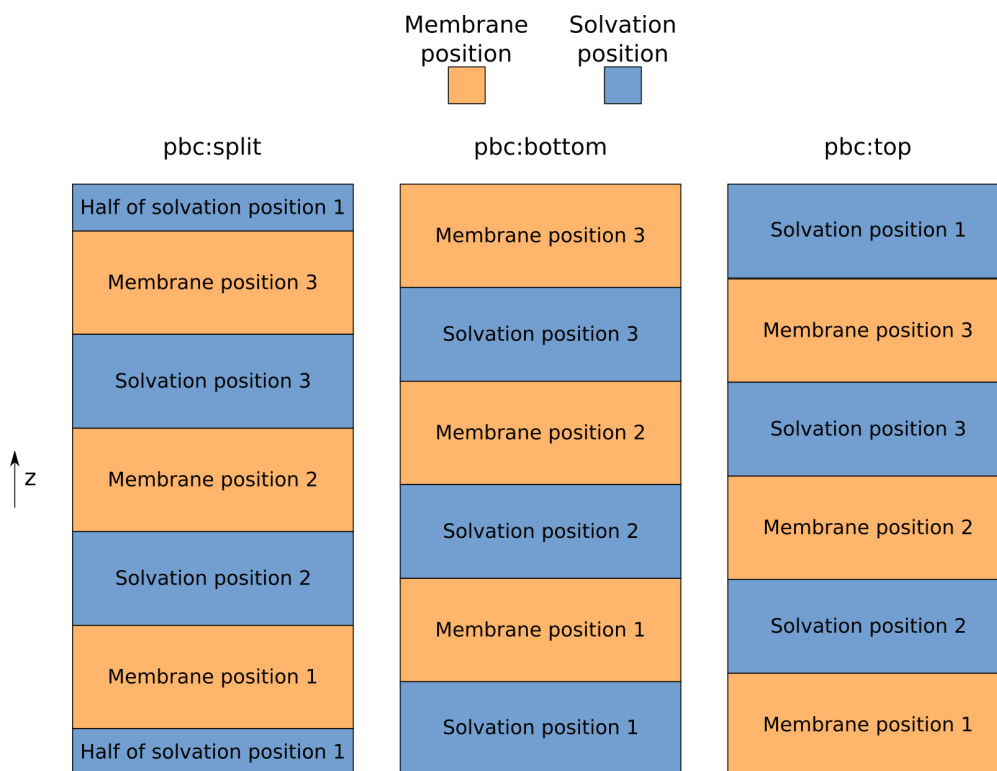 Membrane
position
Solvation
position
pbc:split
pbc:bottom
pbc:top
Half of solvation position 1
Membrane position 3
Solvation position 3
Membrane position 2
Solvation position 2
Membrane position 1
Half of solvation position 1
Membrane position 3
Solvation position 3
Membrane position 2
Solvation position 2
Membrane position 1
Solvation position 1
Solvation position 1
Membrane position 3
Solvation position 3
Membrane position 2
Solvation position 2
Membrane position 1
z